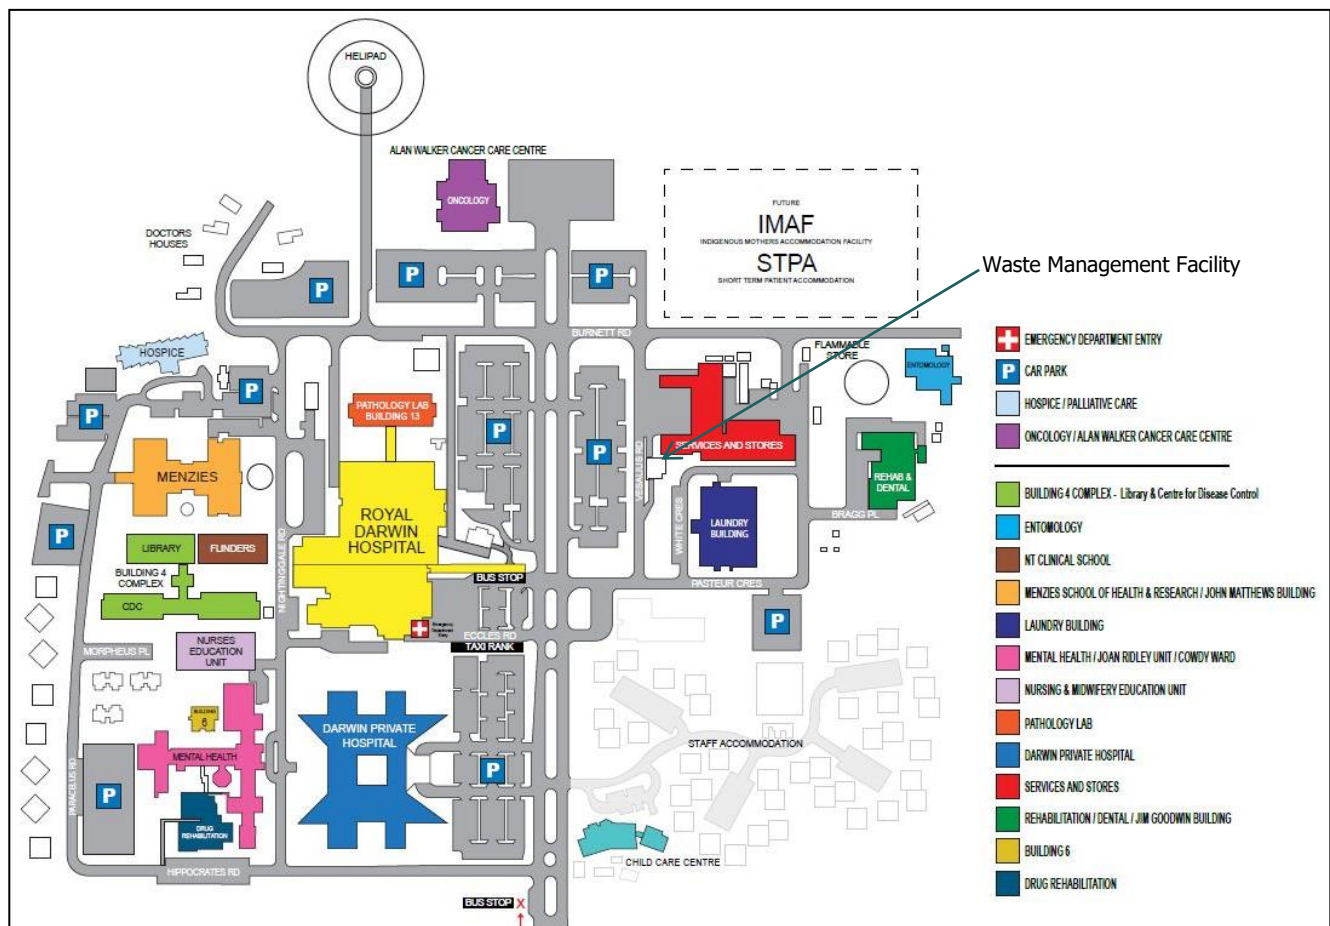 HELIPAD
ALAN WALKER CANCER CARE CENTRE
ONCOLOGY
FUTURE
IMAF
INDIGENOUS MOTHERS ACCOMMODATION FACILITY
STPA
SHORT TERM PATIENT ACCOMMODATION
Waste Management Facility
DOCTORS
HOUSES
P
P
P
BURNETT RD
HOSPICE
P
P
PATHOLOGY LAB
BUILDING 13
P
P
FLAMMABLE
STORE
ENTOMOLOGY
SERVICES AND STORES
VESALIUS RD
MENZIES
REHAB &
DENTAL
ROYAL
DARWIN
HOSPITAL
LAUNDRY
BUILDING
WHITE CRES
BRAGG PL
P
LIBRARY
FLINDERS
BUILDING 4
COMPLEX
CDC
NIGHTINGGALE RD
BUS STOP
PASTEUR CRES
P
Emergency
Department
Entry
ECCLES RD
TAXI RANK
MORPHEUS PL
NURSES
EDUCATION
UNIT
BUILDING
6
MENTAL HEALTH
DARWIN PRIVATE
HOSPITAL
STAFF ACCOMMODATION
P
P
PARACELUS RD
DRUG
REHABILITATION
CHILD CARE CENTRE
HIPPOCRATES RD
BUS STOP X
EMERGENCY DEPARTMENT ENTRY
P CAR PARK
HOSPICE / PALLIATIVE CARE
ONCOLOGY / ALAN WALKER CANCER CARE CENTRE
BUILDING 4 COMPLEX - Library & Centre for Disease Control
ENTOMOLOGY
NT CLINICAL SCHOOL
MENZIES SCHOOL OF HEALTH & RESEARCH / JOHN MATTHEWS BUILDING
LAUNDRY BUILDING
MENTAL HEALTH / JOAN RIDLEY UNIT / COWDY WARD
NURSING & MIDWIFERY EDUCATION UNIT
PATHOLOGY LAB
DARWIN PRIVATE HOSPITAL
SERVICES AND STORES
REHABILITATION / DENTAL / JIM GOODWIN BUILDING
BUILDING 6
DRUG REHABILITATION